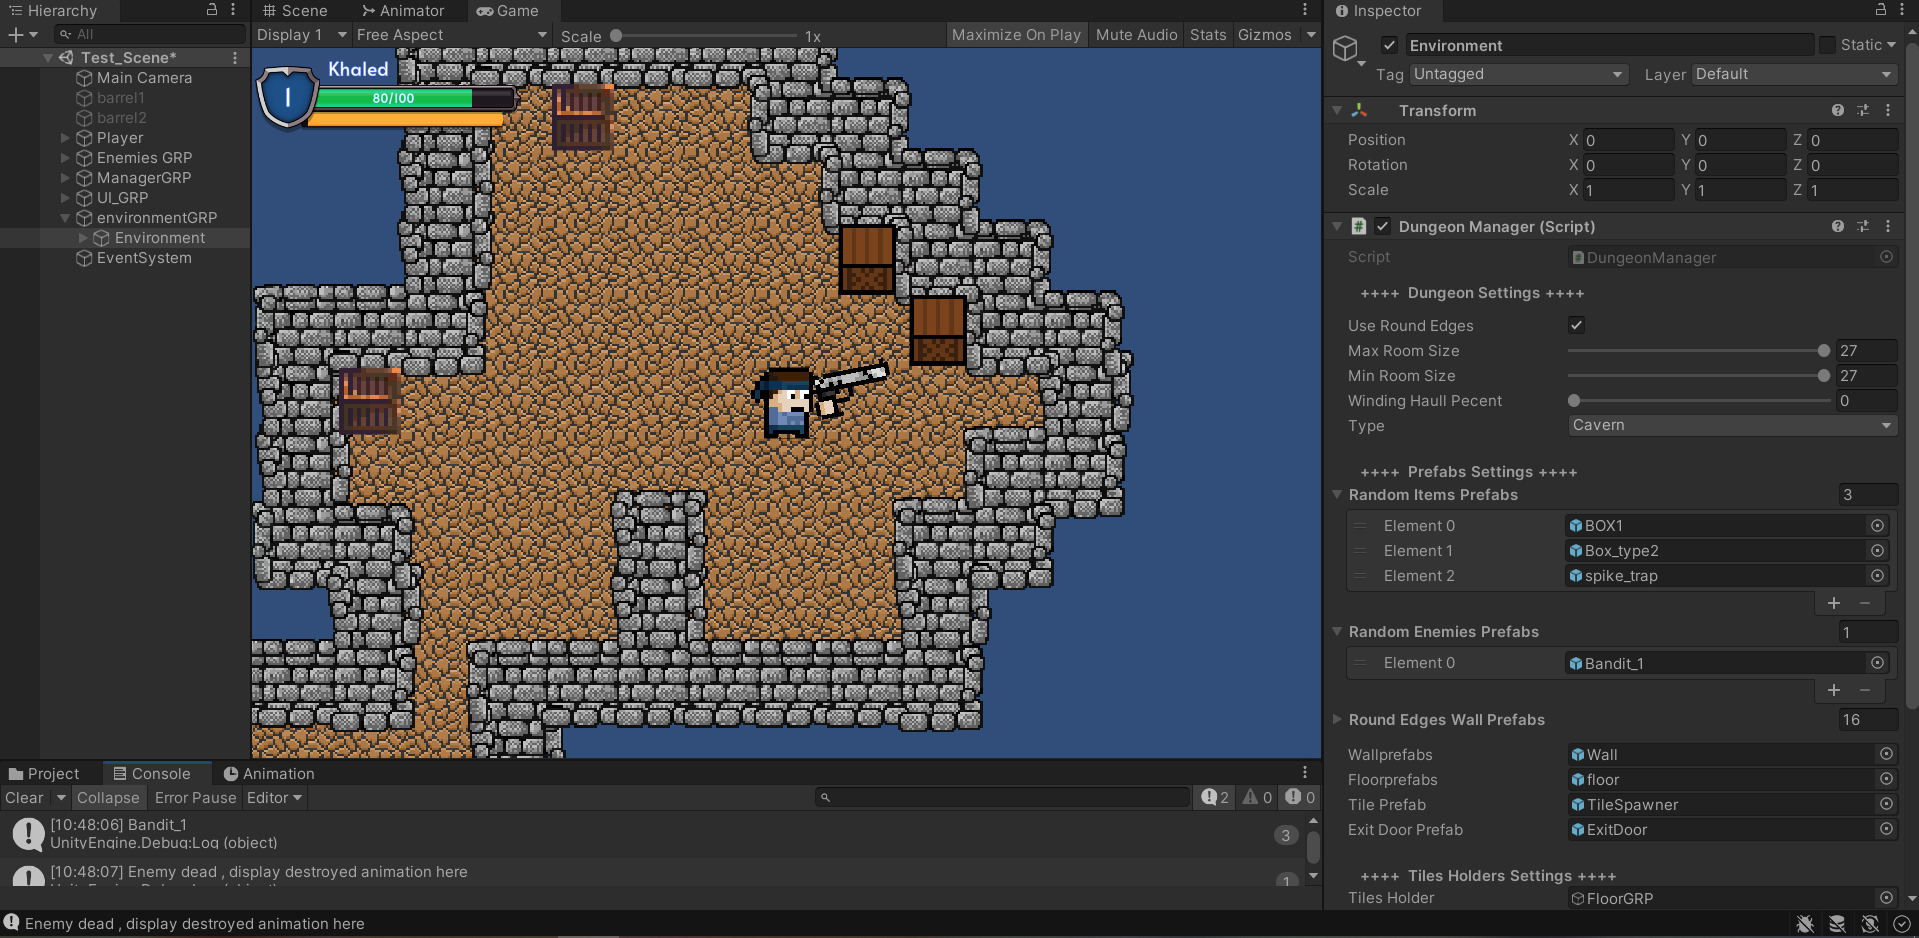 Hierarchy
Scene
Animator
Game
Inspector
All
Display 1
Free Aspect
Scale
1x
Maximize On Play
Mute Audio
Stats
Gizmos
Test_Scene*
Main Camera
barrel1
barrel2
Player
Enemies GRP
ManagerGRP
UI_GRP
environmentGRP
Environment
EventSystem
Khaled
1
80/100
Environment
Static
Tag Untagged
Layer Default
Transform
Position X 0 Y 0 Z 0
Rotation X 0 Y 0 Z 0
Scale X 1 Y 1 Z 1
# Dungeon Manager (Script)
Script DungeonManager
++++ Dungeon Settings ++++
Use Round Edges
Max Room Size 27
Min Room Size 27
Winding Haull Pecent 0
Type Cavern
++++ Prefabs Settings ++++
Random Items Prefabs 3
Element 0 BOX1
Element 1 Box_type2
Element 2 spike_trap
+ −
Random Enemies Prefabs 1
Element 0 Bandit_1
+ −
Round Edges Wall Prefabs 16
Wallprefabs Wall
Floorprefabs floor
Tile Prefab TileSpawner
Exit Door Prefab ExitDoor
++++ Tiles Holders Settings ++++
Tiles Holder FloorGRP
Project
Console
Animation
Clear
Collapse
Error Pause
Editor
2
0
0
[10:48:06] Bandit_1
UnityEngine.Debug:Log (object)
3
[10:48:07] Enemy dead , display destroyed animation here
UnityEngine.Debug:Log (object)
1
Enemy dead , display destroyed animation here